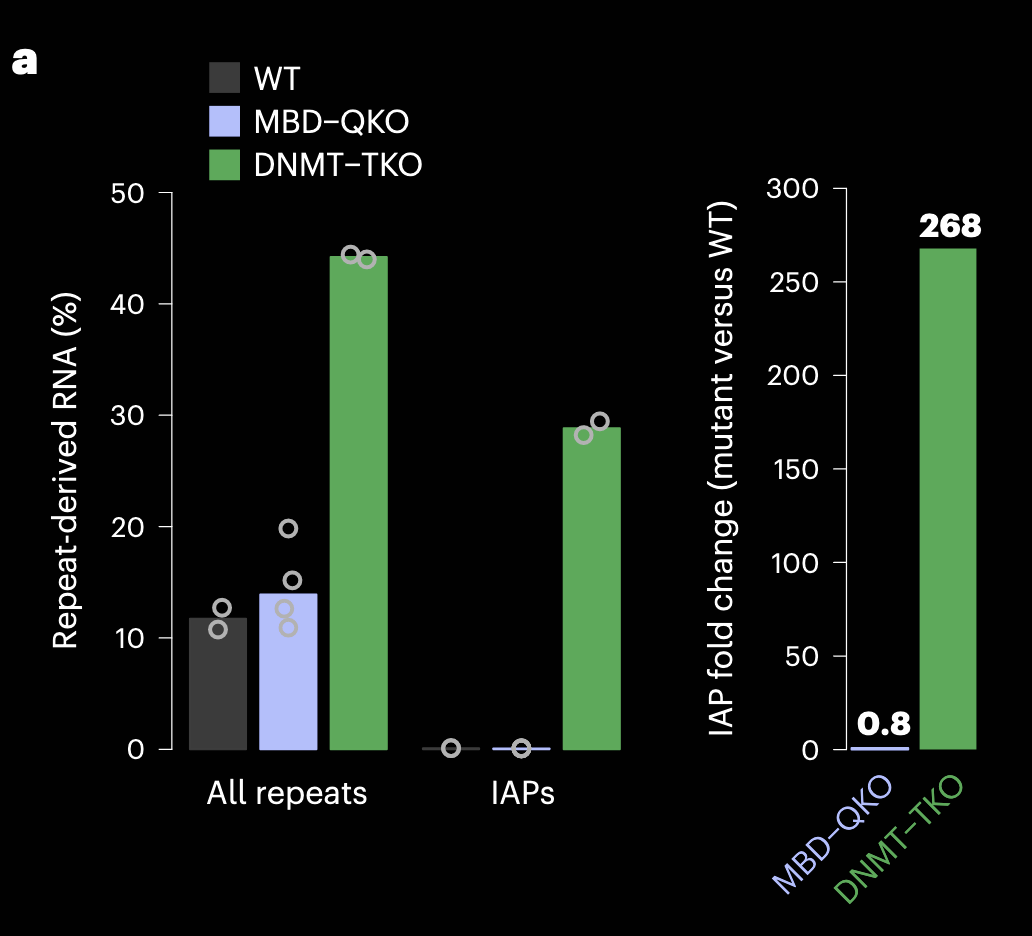 a
WT
MBD–QKO
DNMT–TKO
Repeat-derived RNA (%)
50
40
30
20
10
0
All repeats
IAPs
IAP fold change (mutant versus WT)
300
250
200
150
100
50
0
0.8
268
MBD–QKO
DNMT–TKO